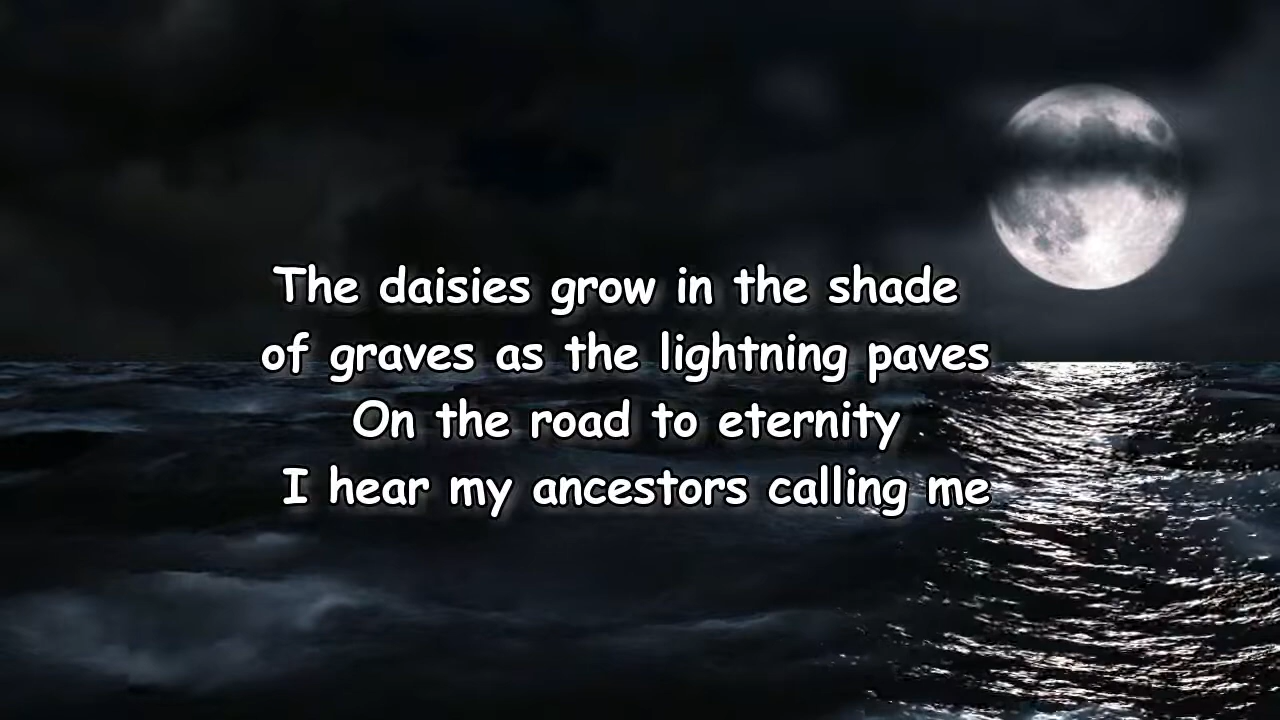 The daisies grow in the shade
of graves as the lightning paves
On the road to eternity
I hear my ancestors calling me